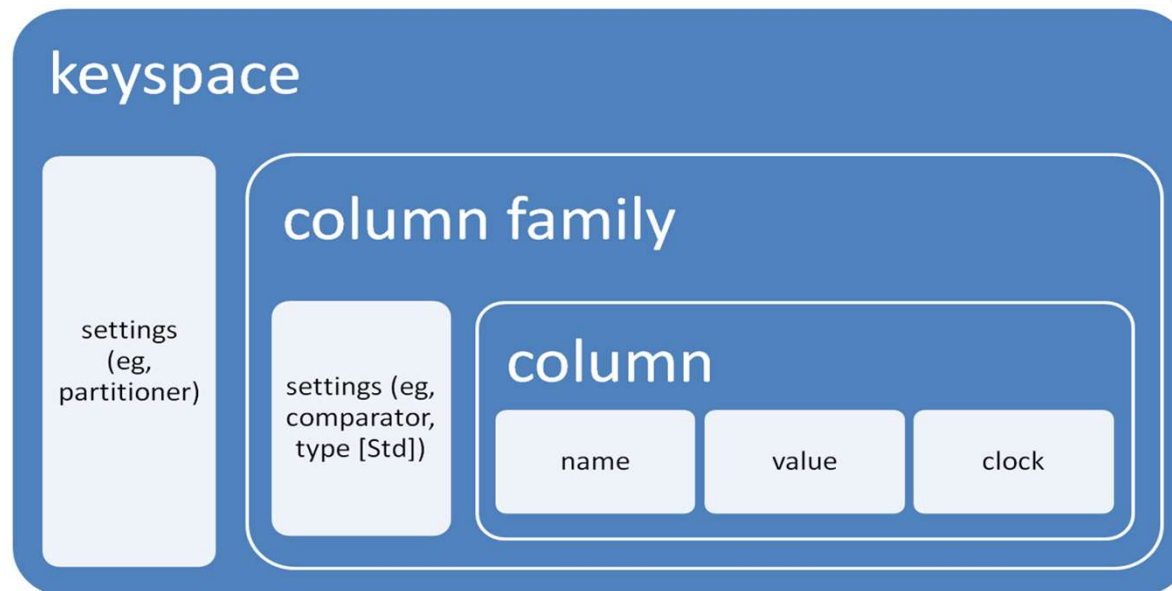 keyspace
settings
(eg,
partitioner)
column family
settings (eg,
comparator,
type [Std])
column
name
value
clock